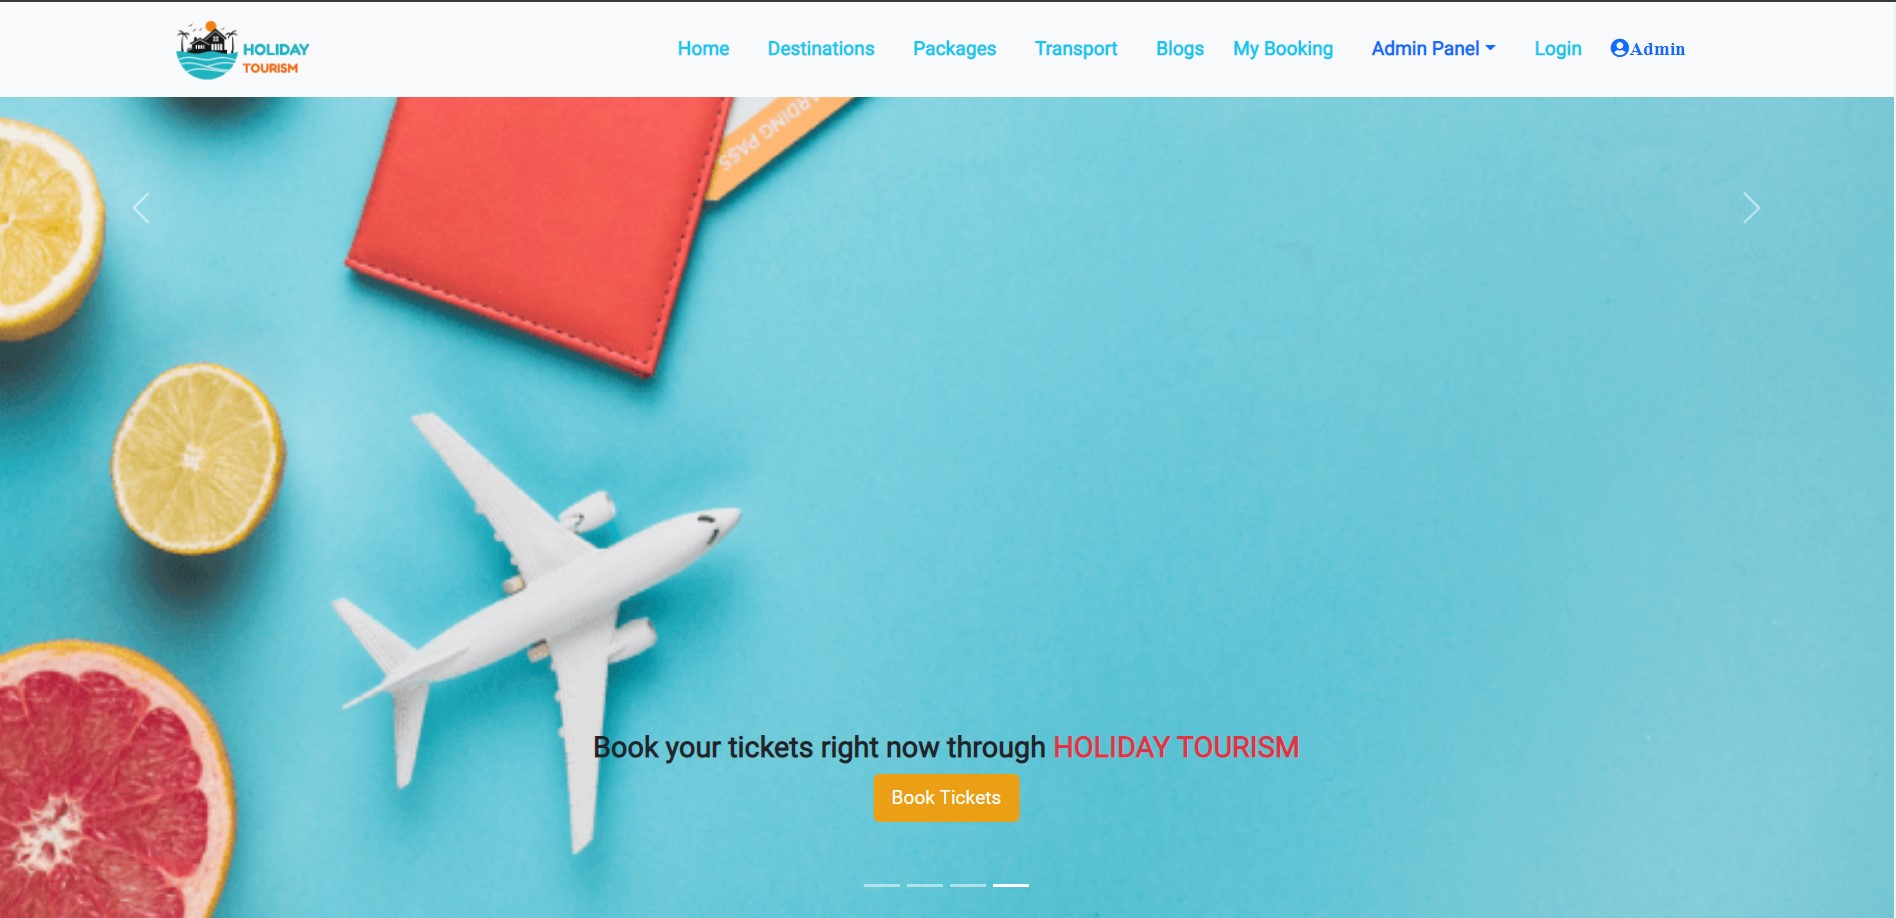 HOLIDAY
TOURISM
Home Destinations Packages Transport Blogs My Booking Admin Panel Login Admin
ARDING PASS
Book your tickets right now through HOLIDAY TOURISM
Book Tickets